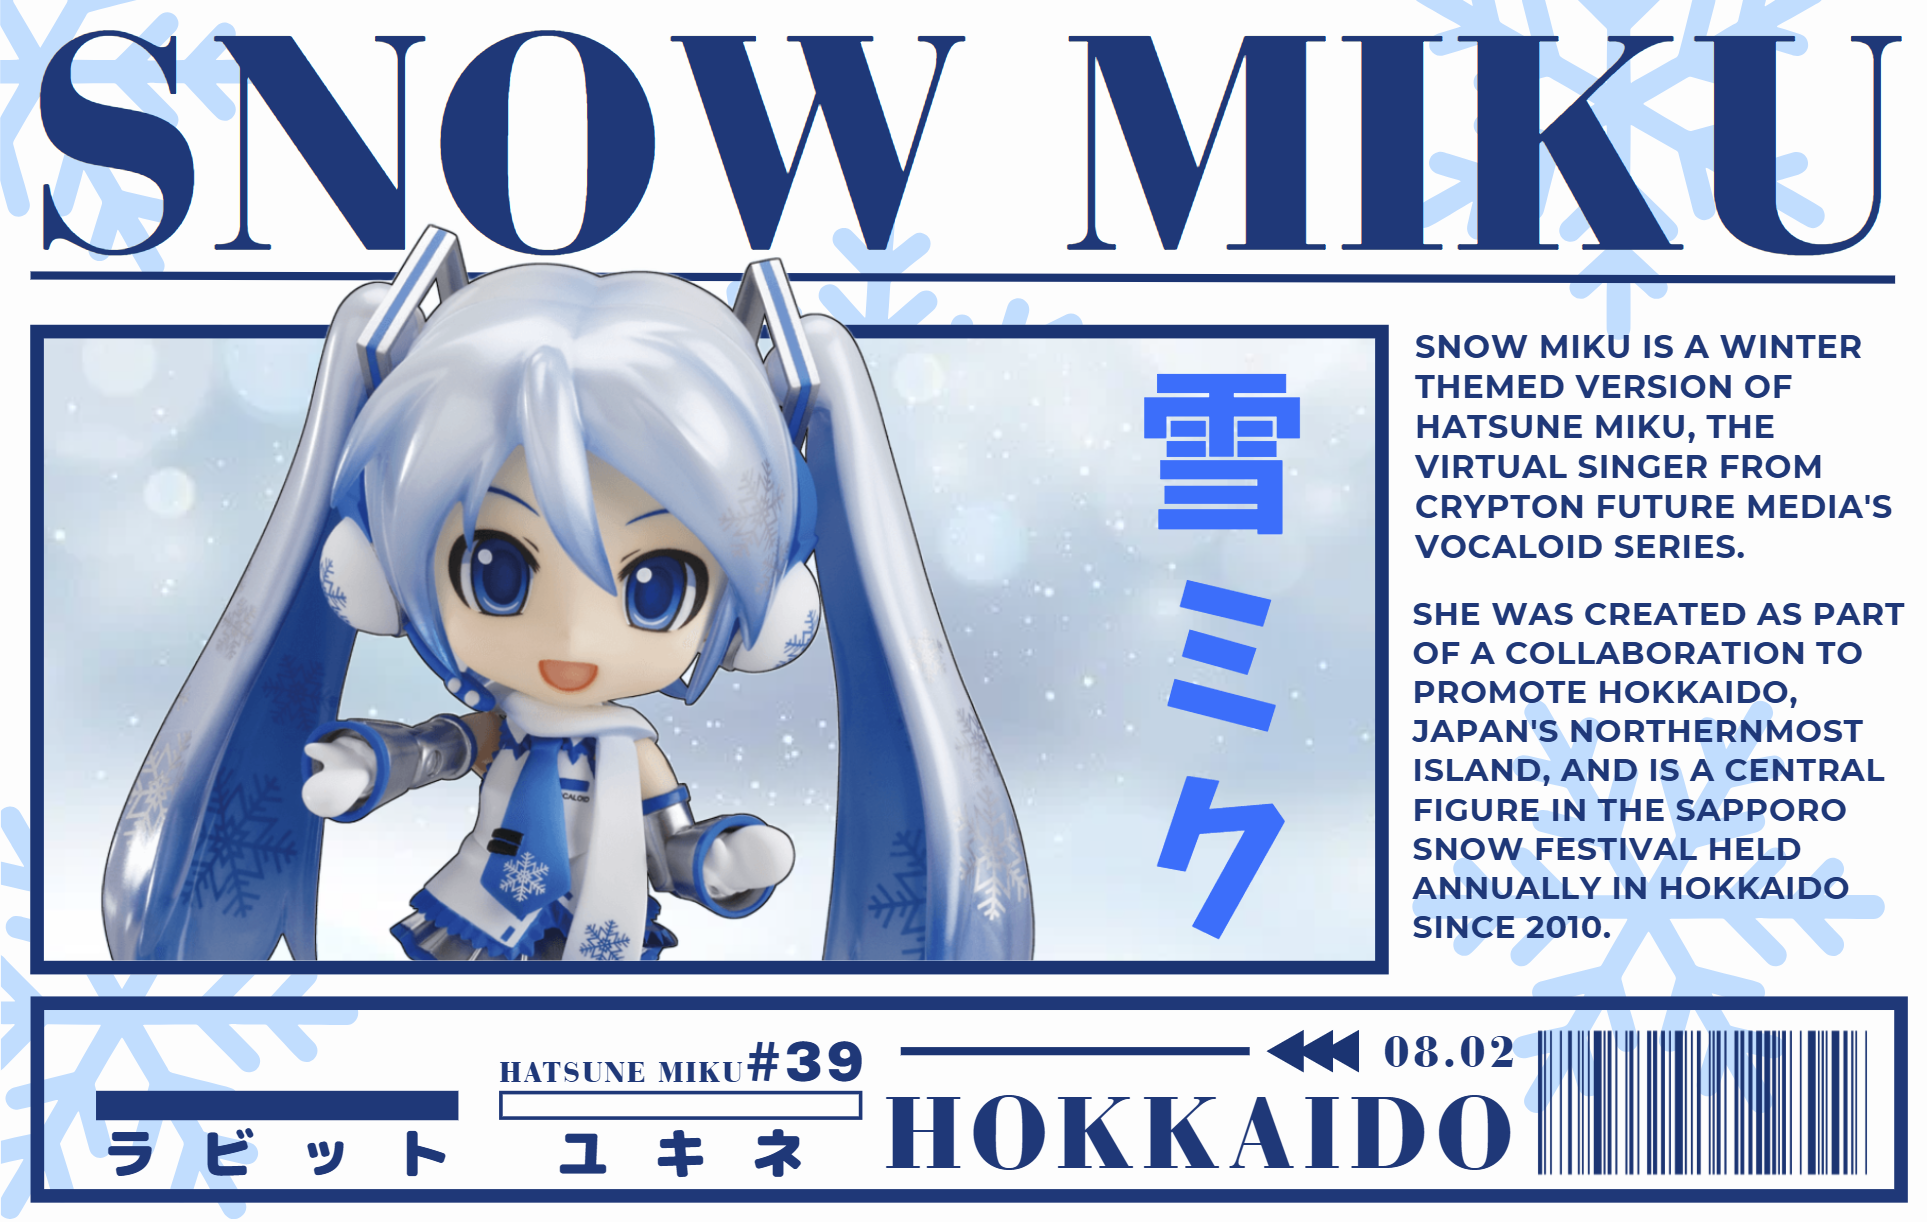 SNOW MIKU
雪ミク
SNOW MIKU IS A WINTER
THEMED VERSION OF
HATSUNE MIKU, THE
VIRTUAL SINGER FROM
CRYPTON FUTURE MEDIA'S
VOCALOID SERIES.
SHE WAS CREATED AS PART
OF A COLLABORATION TO
PROMOTE HOKKAIDO,
JAPAN'S NORTHERNMOST
ISLAND, AND IS A CENTRAL
FIGURE IN THE SAPPORO
SNOW FESTIVAL HELD
ANNUALLY IN HOKKAIDO
SINCE 2010.
ラビット
HATSUNE MIKU #39
ユキネ
08.02
HOKKAIDO